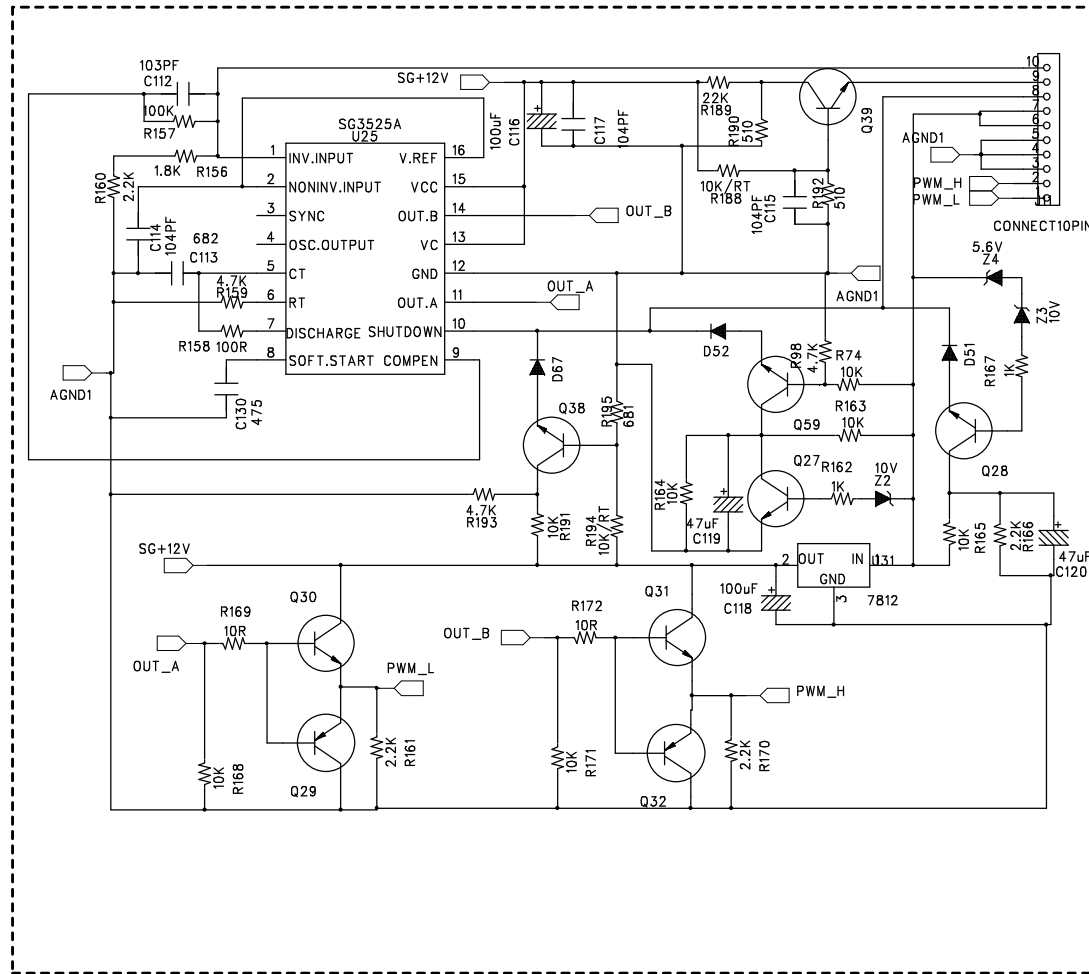 103PF
C112
100K
R157
1.8K R156
R160
2.2K
C114
104PF
682
C113
4.7K
R159
R158 100R
C130
475
AGND1
SG3525A
U25
1 INV.INPUT V.REF 16
2 NONINV.INPUT VCC 15
3 SYNC OUT.B 14
4 OSC.OUTPUT VC 13
5 CT GND 12
6 RT OUT.A 11
7 DISCHARGE SHUTDOWN 10
8 SOFT.START COMPEN 9
SG+12V
100uF
C116
C117
104PF
22K
R189
R190
510
Q39
10K/RT
R188
C115
104PF
R192
510
OUT_B
OUT_A
AGND1
10
9
8
7
6
5
4
3
2
1
J11
AGND1
PWM_H
PWM_L
CONNECT10PIN
5.6V
Z4
Z3
10V
R167
1K
D51
D52
D67
R98
4.7K
R74
10K
R163
10K
Q59
Q38
R195
681
Q27
R162
1K
10V
Z2
Q28
R164
10K
47uF
C119
4.7K
R193
10K
R191
R194
10K/RT
10K
R165
2.2K
R166
47uF
C120
SG+12V
2 OUT IN 1
U31
GND
3
7812
100uF
C118
Q30
R169
10R
OUT_A
PWM_L
10K
R168
Q29
2.2K
R161
Q31
R172
10R
OUT_B
PWM_H
10K
R171
Q32
2.2K
R170